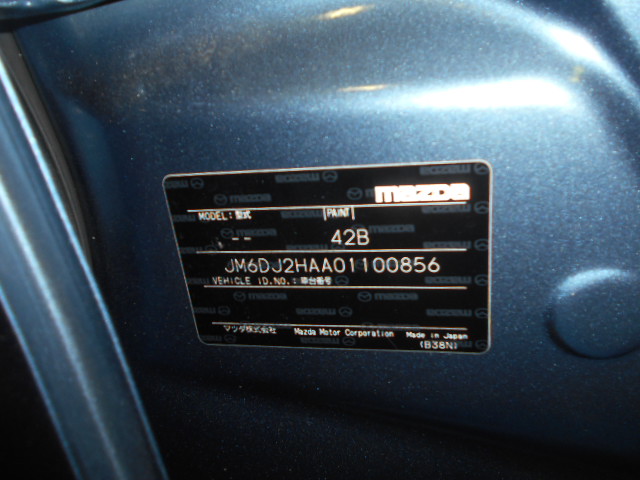 mazda
MODEL: 型式 |PAINT|
-- 42B
JM6DJ2HAA01100856
VEHICLE ID.NO.: 車台番号
マツダ株式会社 Mazda Motor Corporation Made in Japan
(B38N)